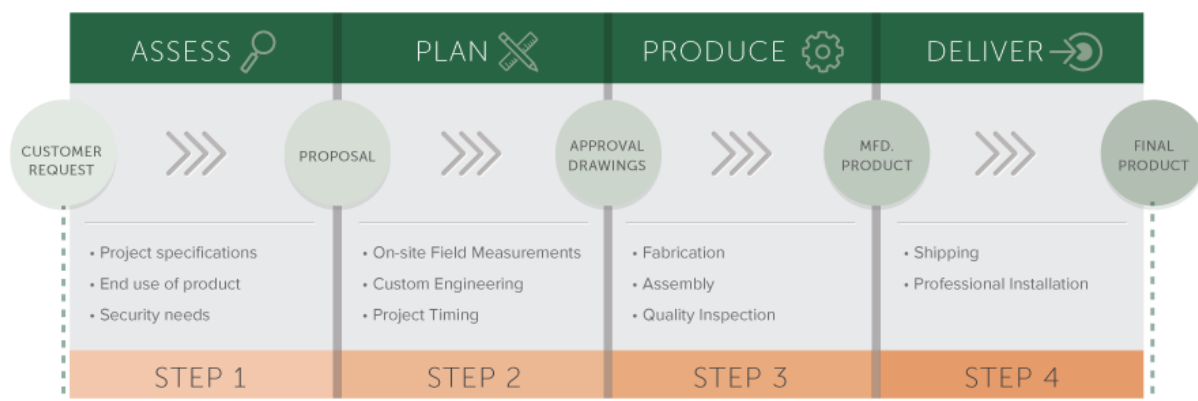 ASSESS
PLAN
PRODUCE
DELIVER
CUSTOMER
REQUEST
PROPOSAL
APPROVAL
DRAWINGS
MFD.
PRODUCT
FINAL
PRODUCT
• Project specifications
• End use of product
• Security needs
• On-site Field Measurements
• Custom Engineering
• Project Timing
• Fabrication
• Assembly
• Quality Inspection
• Shipping
• Professional Installation
STEP 1
STEP 2
STEP 3
STEP 4